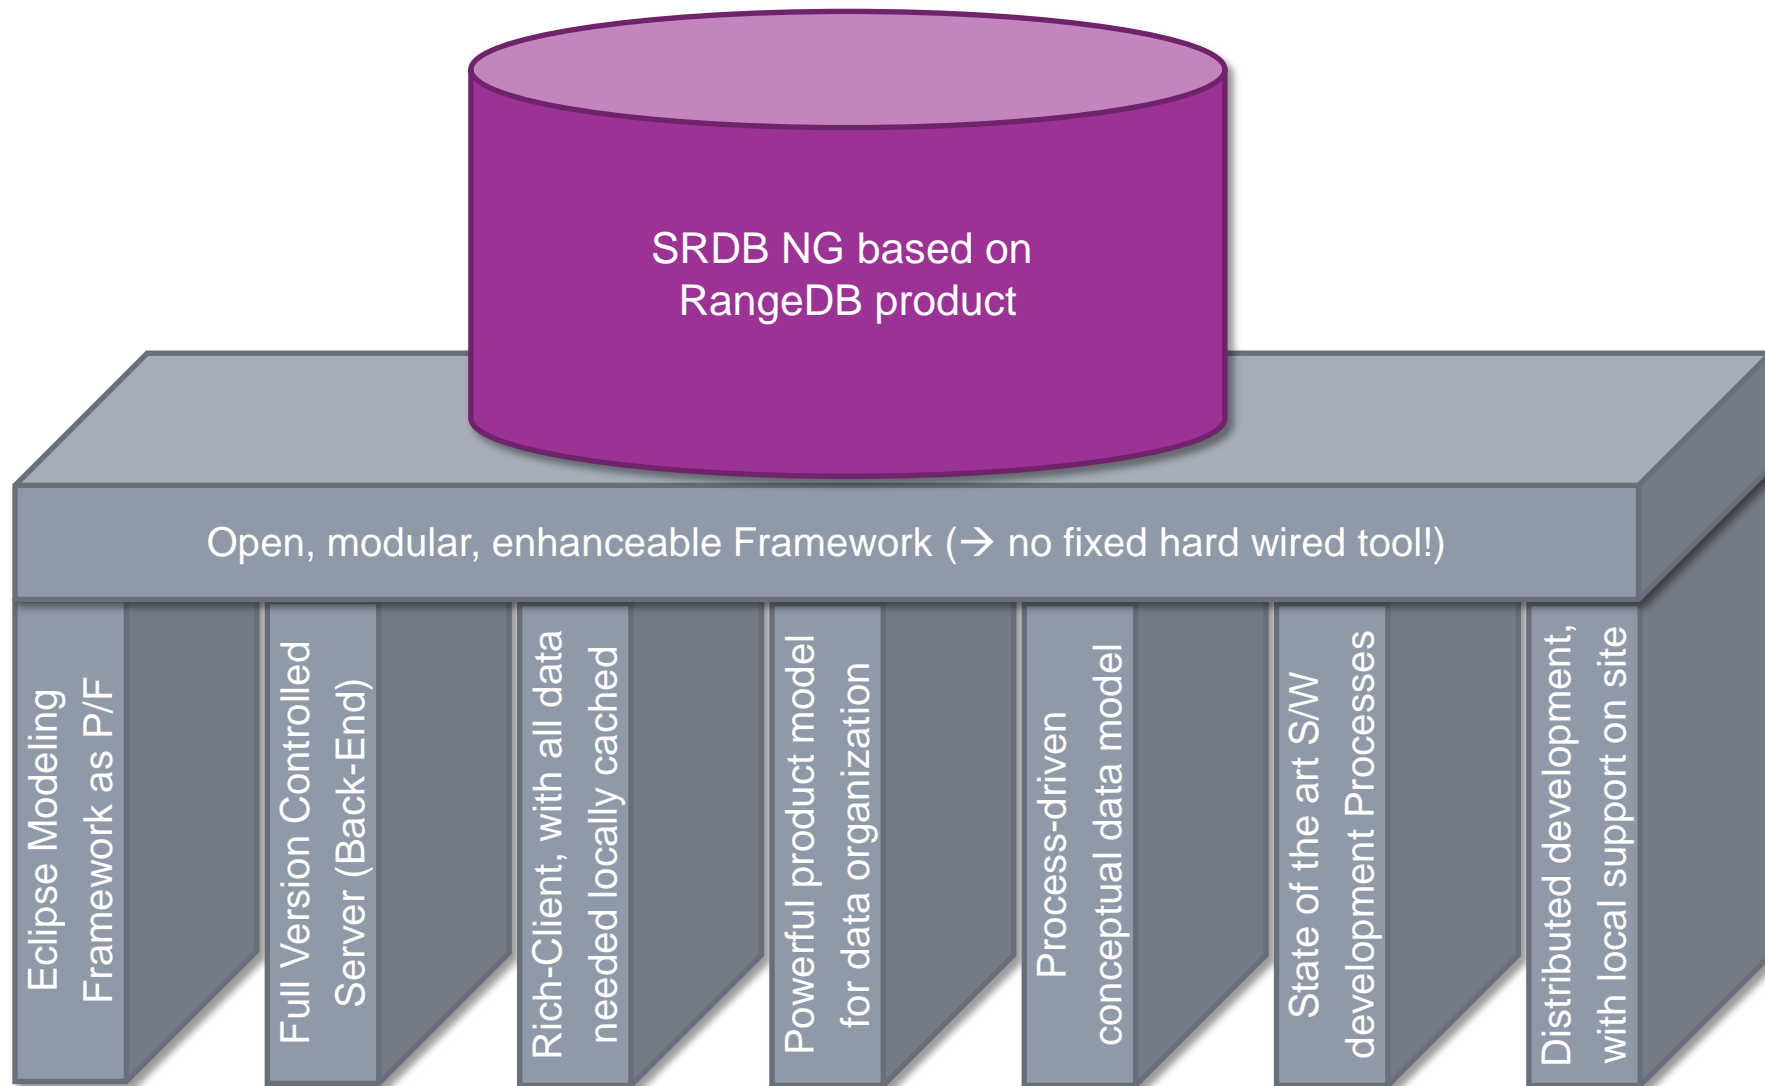 SRDB NG based on
RangeDB product
Open, modular, enhanceable Framework (→ no fixed hard wired tool!)
Eclipse Modeling
Framework as P/F
Full Version Controlled
Server (Back-End)
Rich-Client, with all data
needed locally cached
Powerful product model
for data organization
Process-driven
conceptual data model
State of the art S/W
development Processes
Distributed development,
with local support on site